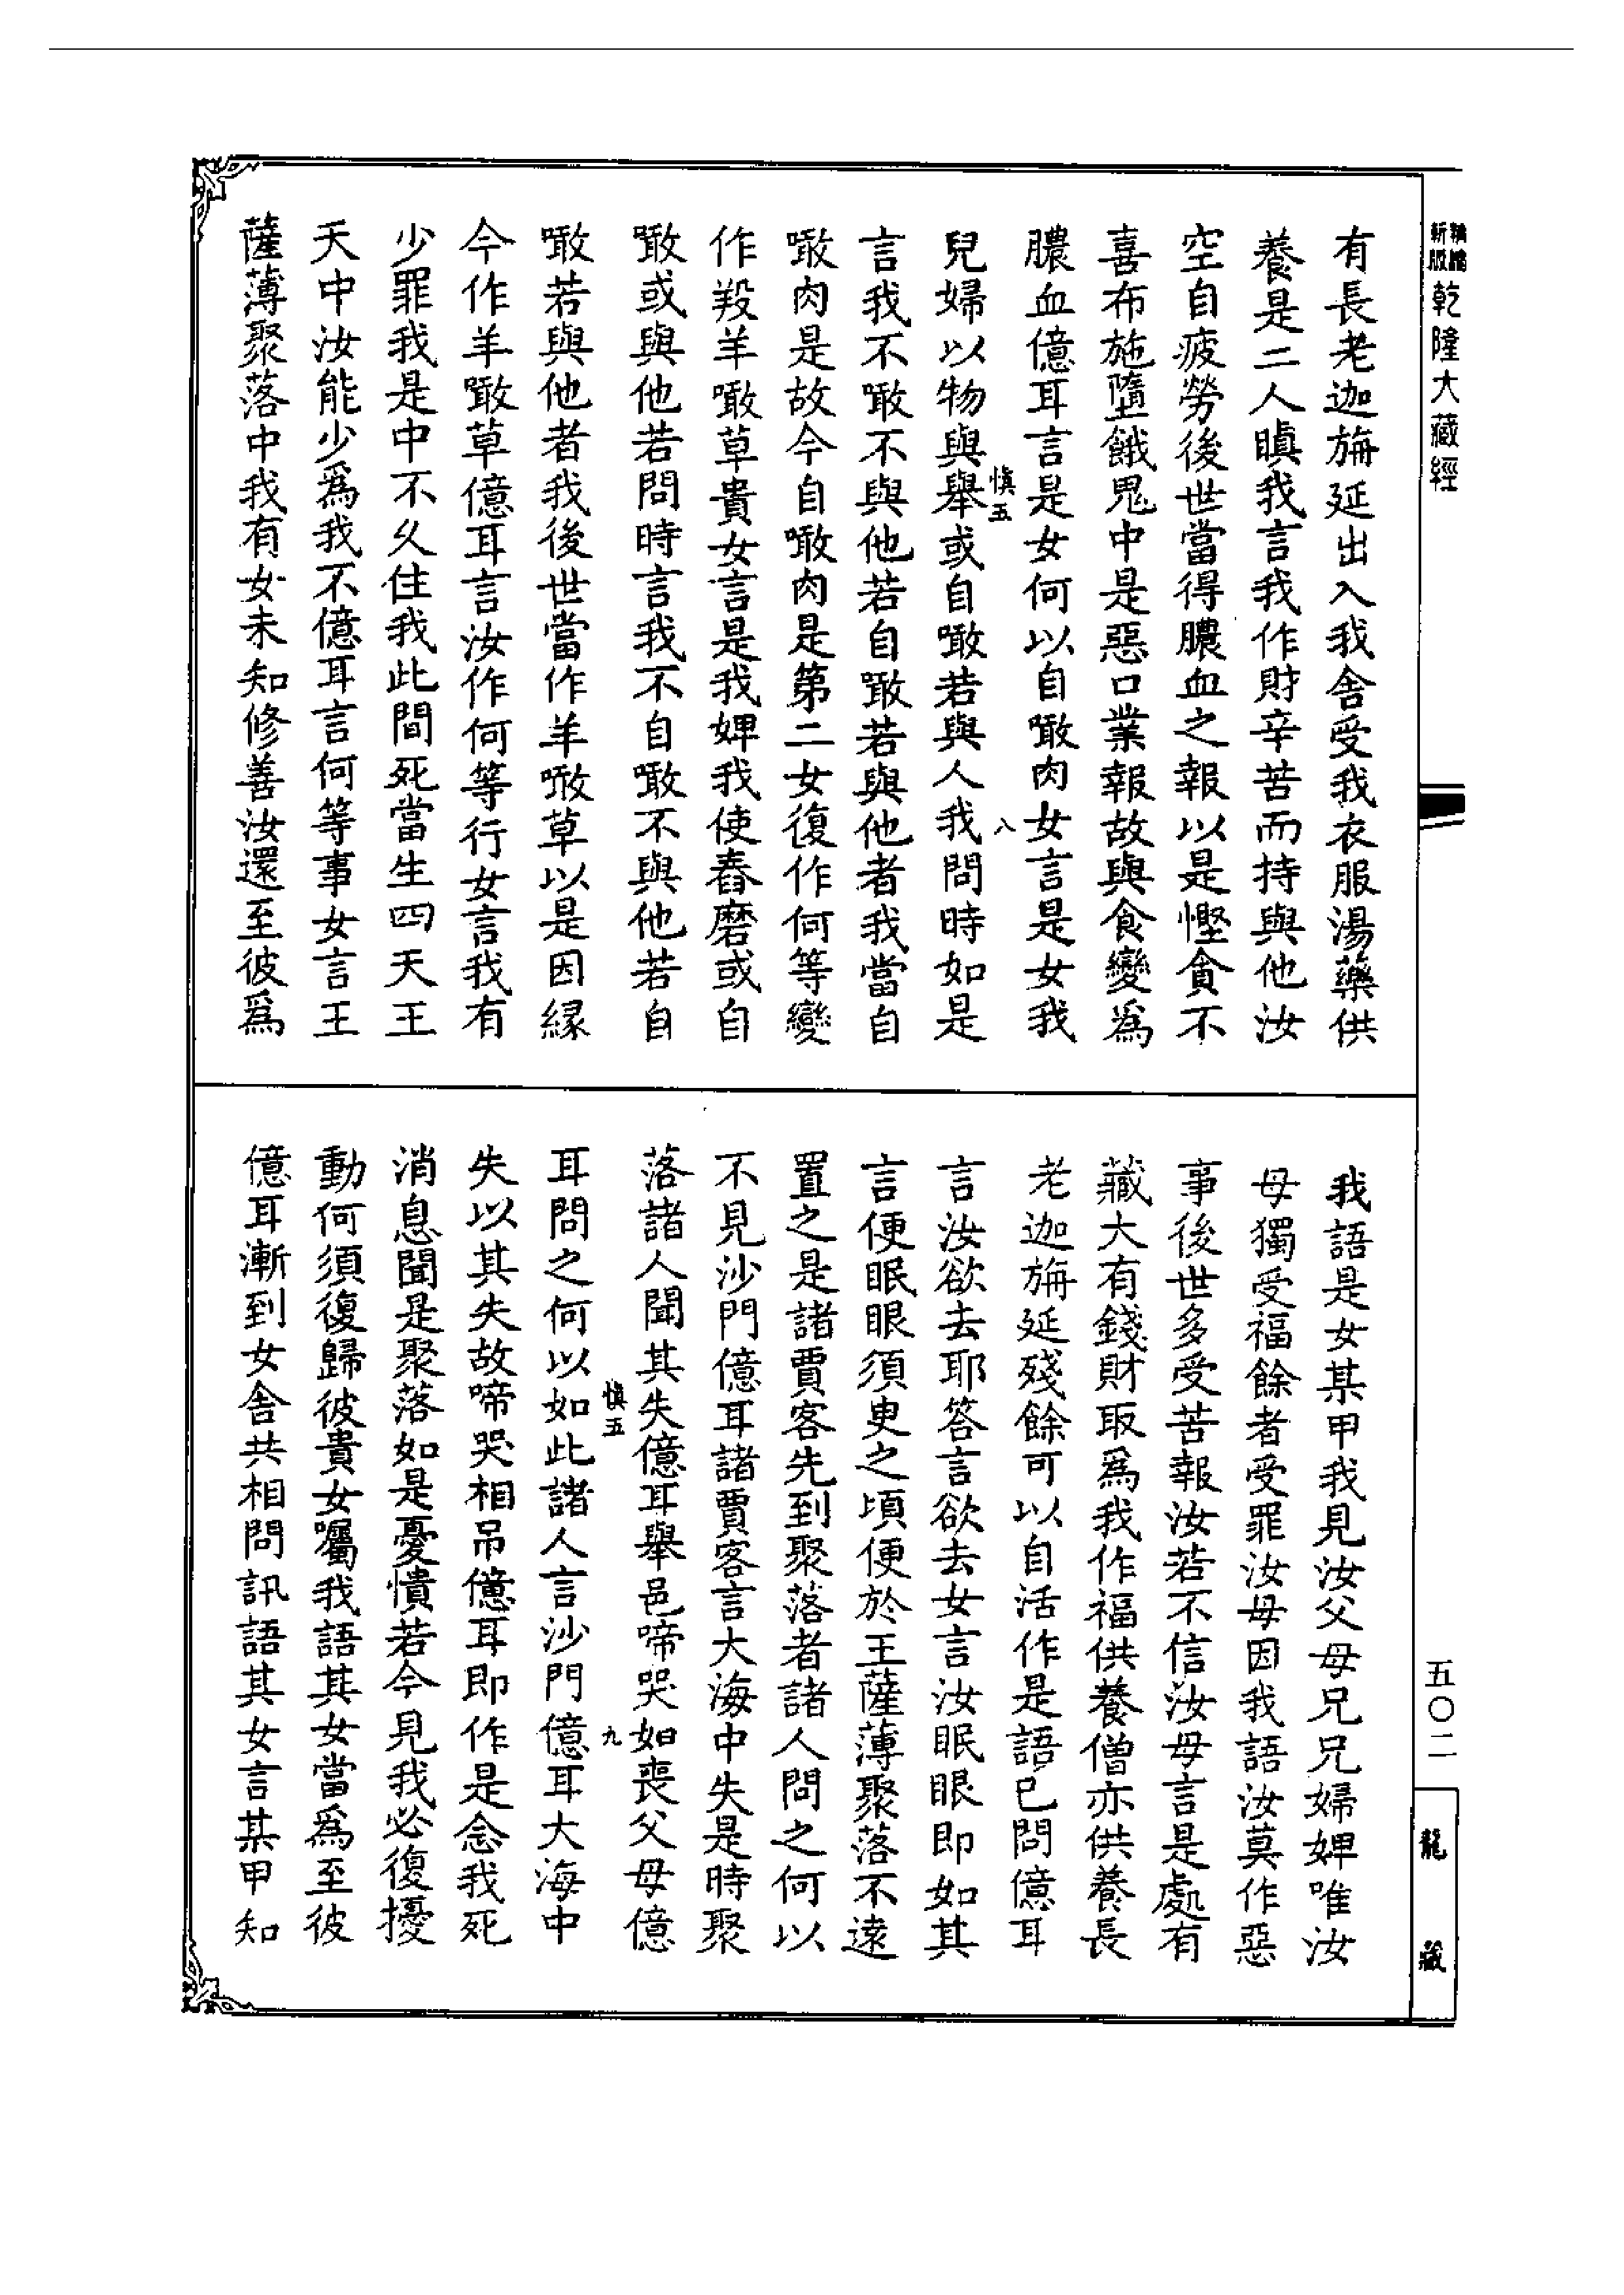 乾隆大藏經
有長老迦旃延出入我舍受我衣服湯藥供
養是二人瞋我言我作財辛苦而持與他汝
空自疲勞後世當得膿血之報以是慳貪不
喜布施墮餓鬼中是惡口業報故與食變爲
膿血億耳言是女何以自噉肉女言是女我
慎五
八
兒婦以物與舉或自噉若與人我問時如是
言我不噉不與他若自噉若與他者我當自
噉肉是故今自噉肉是第二女復作何等變
作羖羊噉草貴女言是我婢我使舂磨或自
噉或與他若問時言我不自噉不與他若自
噉若與他者我後世當作羊噉草以是因緣
今作羊噉草億耳言汝作何等行女言我有
少罪我是中不久住我此間死當生四天王
天中汝能少爲我不億耳言何等事女言王
薩薄聚落中我有女未知修善汝還至彼爲
我語是女某甲我見汝父母兄兄婦婢唯汝
母獨受福餘者受罪汝母因我語汝莫作惡
事後世多受苦報汝若不信汝母言是處有
藏大有錢財取爲我作福供養僧亦供養長
老迦旃延殘餘可以自活作是語已問億耳
言汝欲去耶答言欲去女言汝眠眼即如其
言便眠眼須臾之頃便於王薩薄聚落不遠
置之是諸賈客先到聚落者諸人問之何以
不見沙門億耳諸賈客言大海中失是時聚
落諸人聞其失億耳舉邑啼哭如喪父母億
慎五
九
耳問之何以如此諸人言沙門億耳大海中
失以其失故啼哭相吊億耳即作是念我死
消息聞是聚落如是憂憒若今見我必復擾
動何須復歸彼貴女囑我語其女當爲至彼
億耳漸到女舍共相問訊語其女言某甲知
五〇二
龍藏